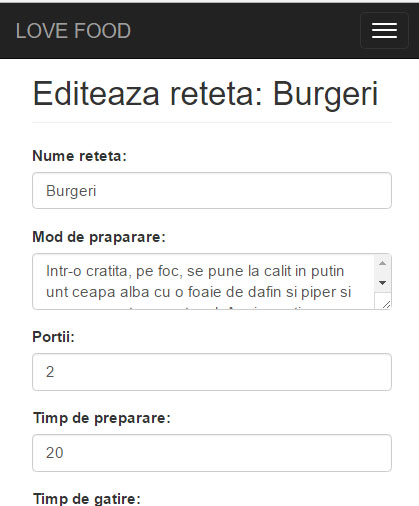 LOVE FOOD
Editeaza reteta: Burgeri
Nume reteta:
Burgeri
Mod de praparare:
Intr-o cratita, pe foc, se pune la calit in putin
unt ceapa alba cu o foaie de dafin si piper si
Portii:
2
Timp de preparare:
20
Timp de gatire: